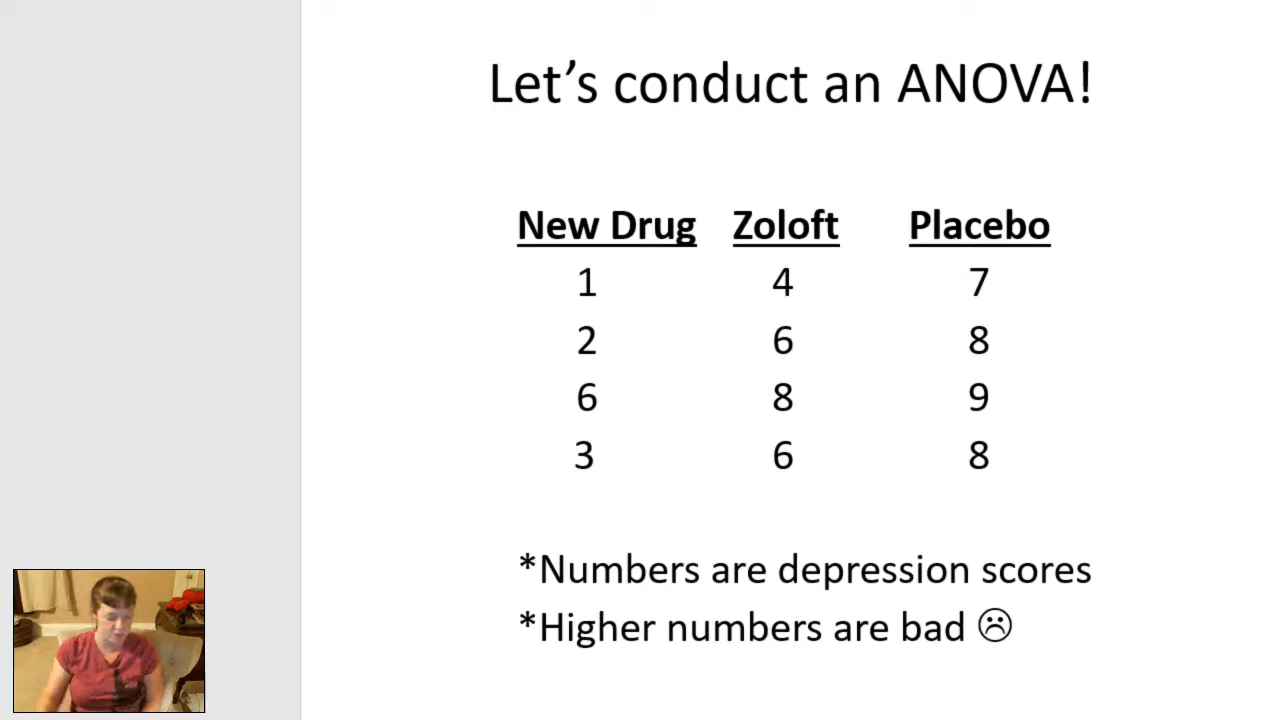 Let’s conduct an ANOVA!
New Drug Zoloft Placebo
1 4 7
2 6 8
6 8 9
3 6 8
*Numbers are depression scores
*Higher numbers are bad ☹